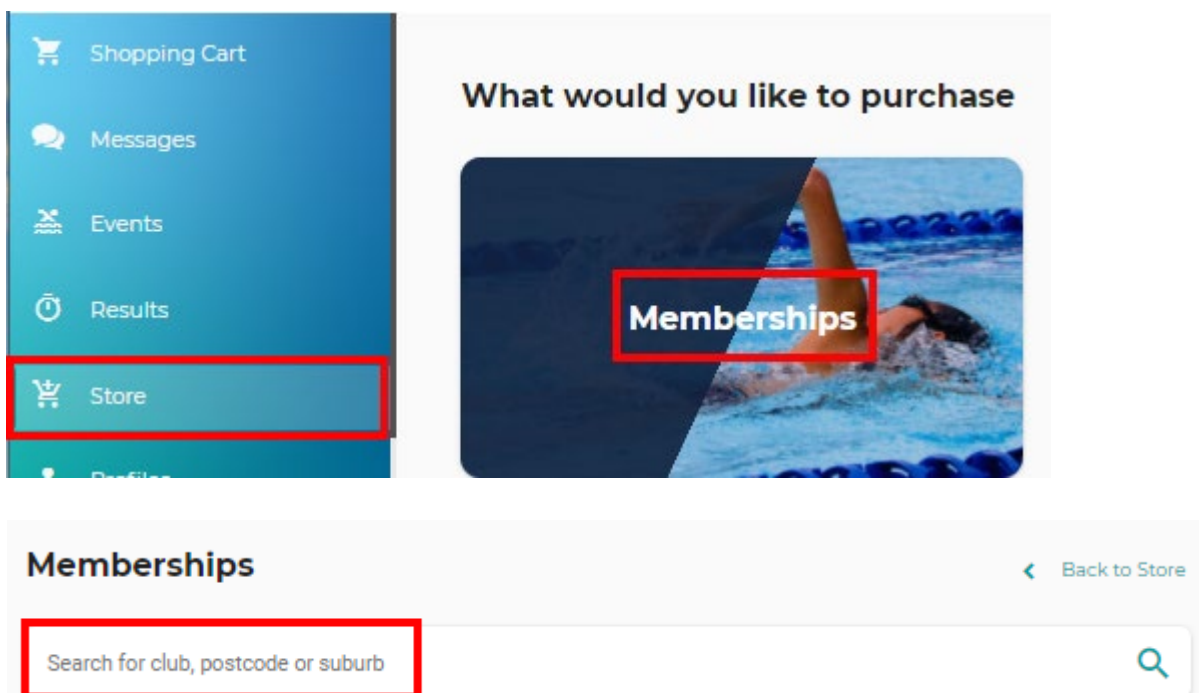 Shopping Cart
Messages
Events
Results
Store
Profiles
What would you like to purchase
Memberships
Memberships
Back to Store
Search for club, postcode or suburb